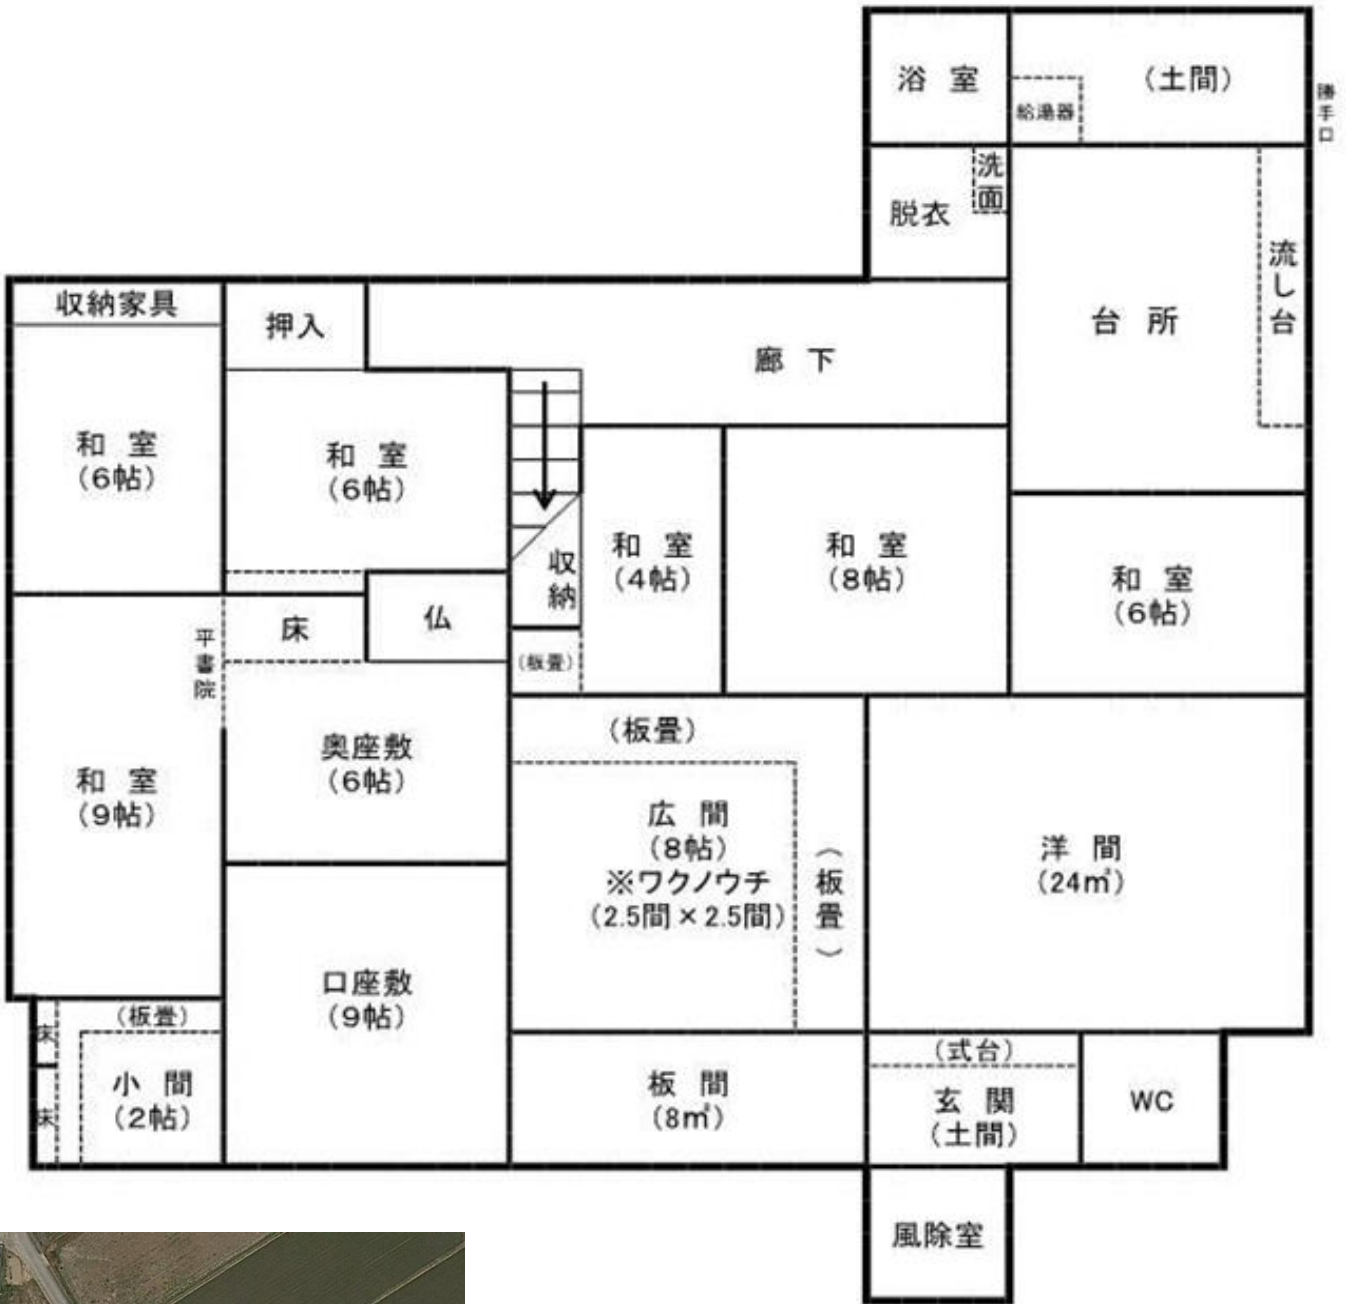 浴 室
(土間)
給湯器
勝手口
洗面
脱衣
流し台
台 所
収納家具
押入
廊 下
和 室
(6帖)
和 室
(6帖)
和 室
(4帖)
和 室
(8帖)
和 室
(6帖)
収納
(板畳)
平書院
床
仏
奥座敷
(6帖)
和 室
(9帖)
(板畳)
広 間
(8帖)
※ワクノウチ
(2.5間×2.5間)
(板畳)
洋 間
(24㎡)
口座敷
(9帖)
床
(板畳)
床
小 間
(2帖)
板 間
(8㎡)
(式台)
玄 関
(土間)
WC
風除室